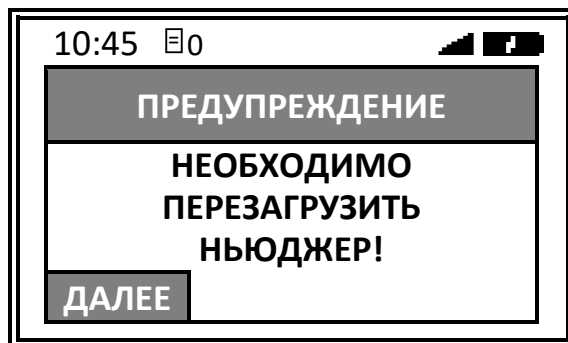 10:45 0
ПРЕДУПРЕЖДЕНИЕ
НЕОБХОДИМО
ПЕРЕЗАГРУЗИТЬ
НЬЮДЖЕР!
ДАЛЕЕ